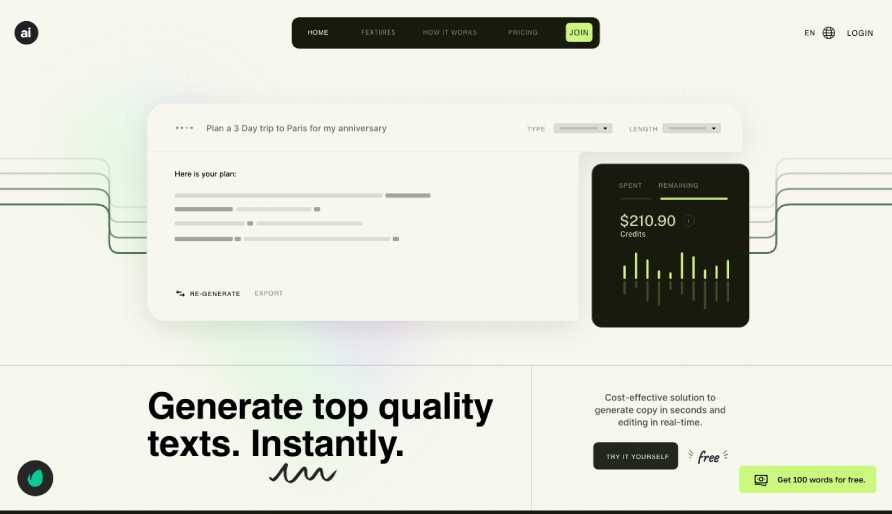 ai
HOME
FEATURES
HOW IT WORKS
PRICING
JOIN
EN
LOGIN
Plan a 3 Day trip to Paris for my anniversary
TYPE
LENGTH
Here is your plan:
RE-GENERATE
EXPORT
SPENT
REMAINING
$210.90
Credits
Generate top quality
texts. Instantly.
Cost-effective solution to
generate copy in seconds and
editing in real-time.
TRY IT YOURSELF
free
Get 100 words for free.